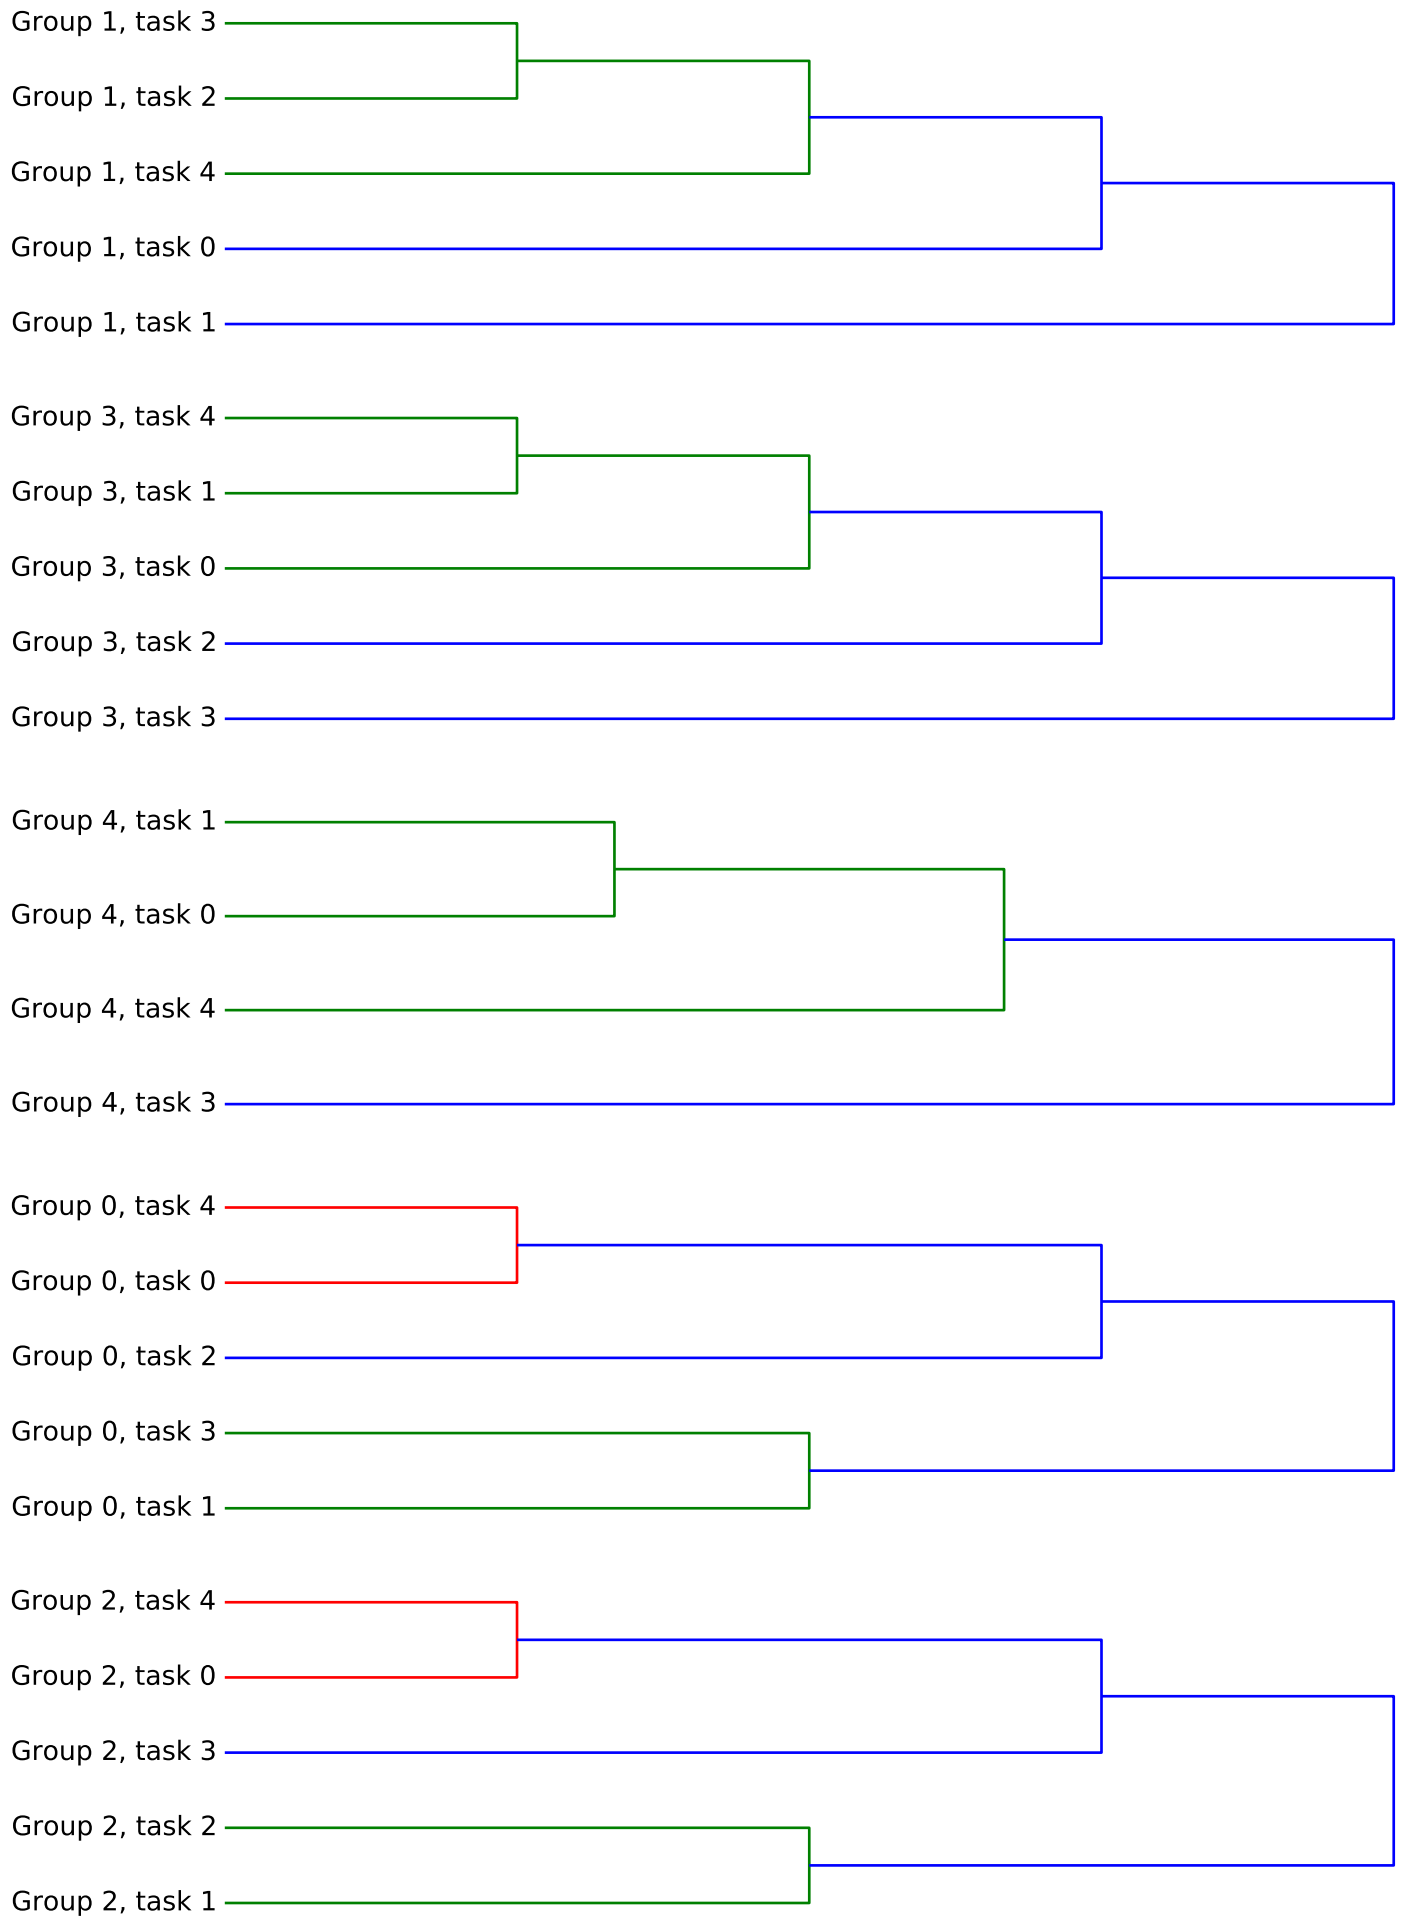 Group 1, task 3
Group 1, task 2
Group 1, task 4
Group 1, task 0
Group 1, task 1
Group 3, task 4
Group 3, task 1
Group 3, task 0
Group 3, task 2
Group 3, task 3
Group 4, task 1
Group 4, task 0
Group 4, task 4
Group 4, task 3
Group 0, task 4
Group 0, task 0
Group 0, task 2
Group 0, task 3
Group 0, task 1
Group 2, task 4
Group 2, task 0
Group 2, task 3
Group 2, task 2
Group 2, task 1